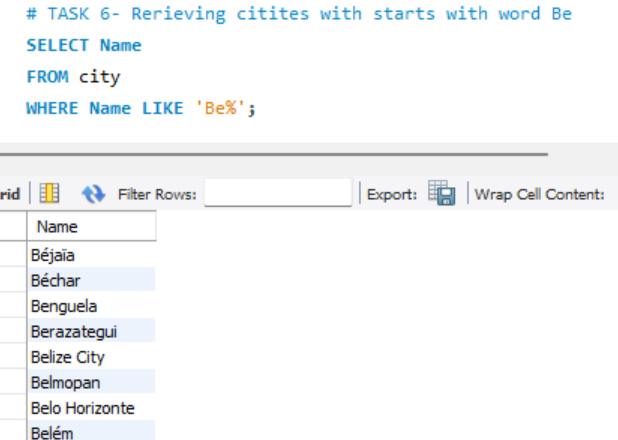 # TASK 6- Rerieving citites with starts with word Be
SELECT Name
FROM city
WHERE Name LIKE 'Be%';
rid Filter Rows: Export: Wrap Cell Content:
Name
Béjaïa
Béchar
Benguela
Berazategui
Belize City
Belmopan
Belo Horizonte
Belém